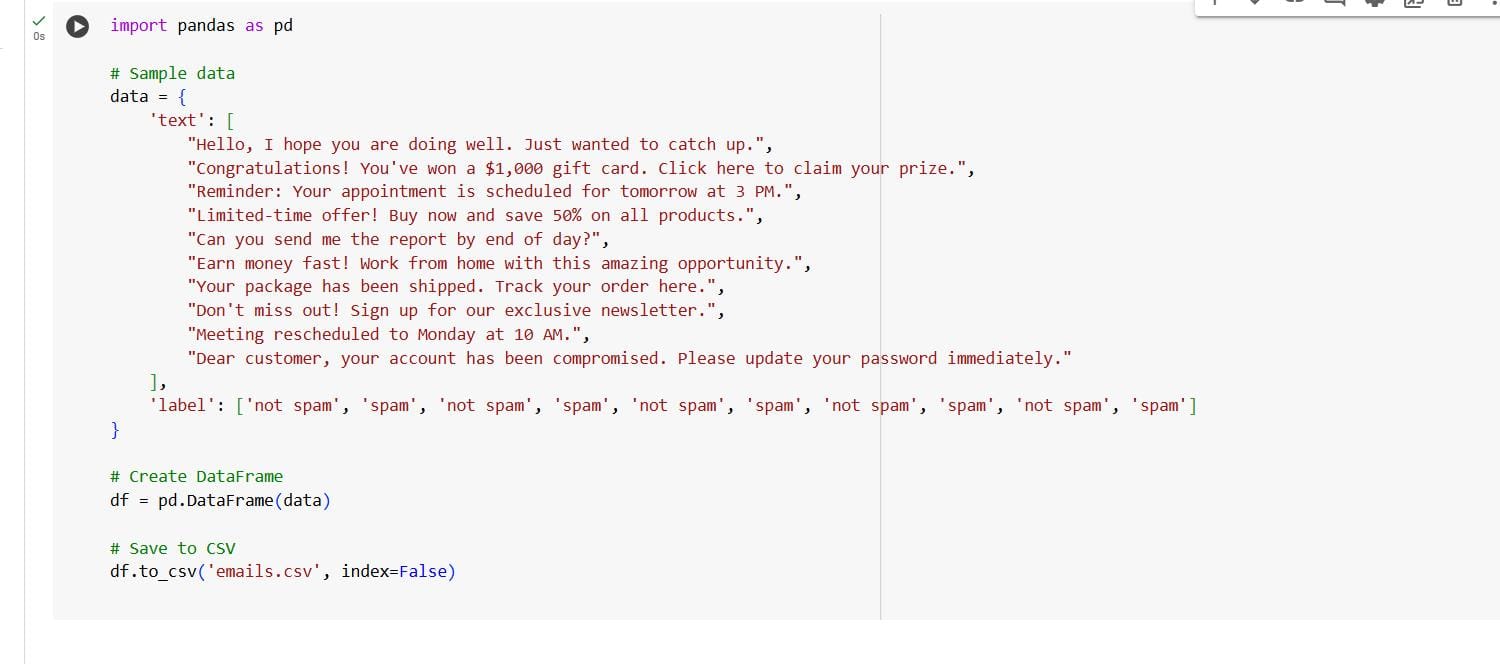 import pandas as pd
0s
# Sample data
data = {
    'text': [
        "Hello, I hope you are doing well. Just wanted to catch up.",
        "Congratulations! You've won a $1,000 gift card. Click here to claim your prize.",
        "Reminder: Your appointment is scheduled for tomorrow at 3 PM.",
        "Limited-time offer! Buy now and save 50% on all products.",
        "Can you send me the report by end of day?",
        "Earn money fast! Work from home with this amazing opportunity.",
        "Your package has been shipped. Track your order here.",
        "Don't miss out! Sign up for our exclusive newsletter.",
        "Meeting rescheduled to Monday at 10 AM.",
        "Dear customer, your account has been compromised. Please update your password immediately."
    ],
    'label': ['not spam', 'spam', 'not spam', 'spam', 'not spam', 'spam', 'not spam', 'spam', 'not spam', 'spam']
}
# Create DataFrame
df = pd.DataFrame(data)
# Save to CSV
df.to_csv('emails.csv', index=False)